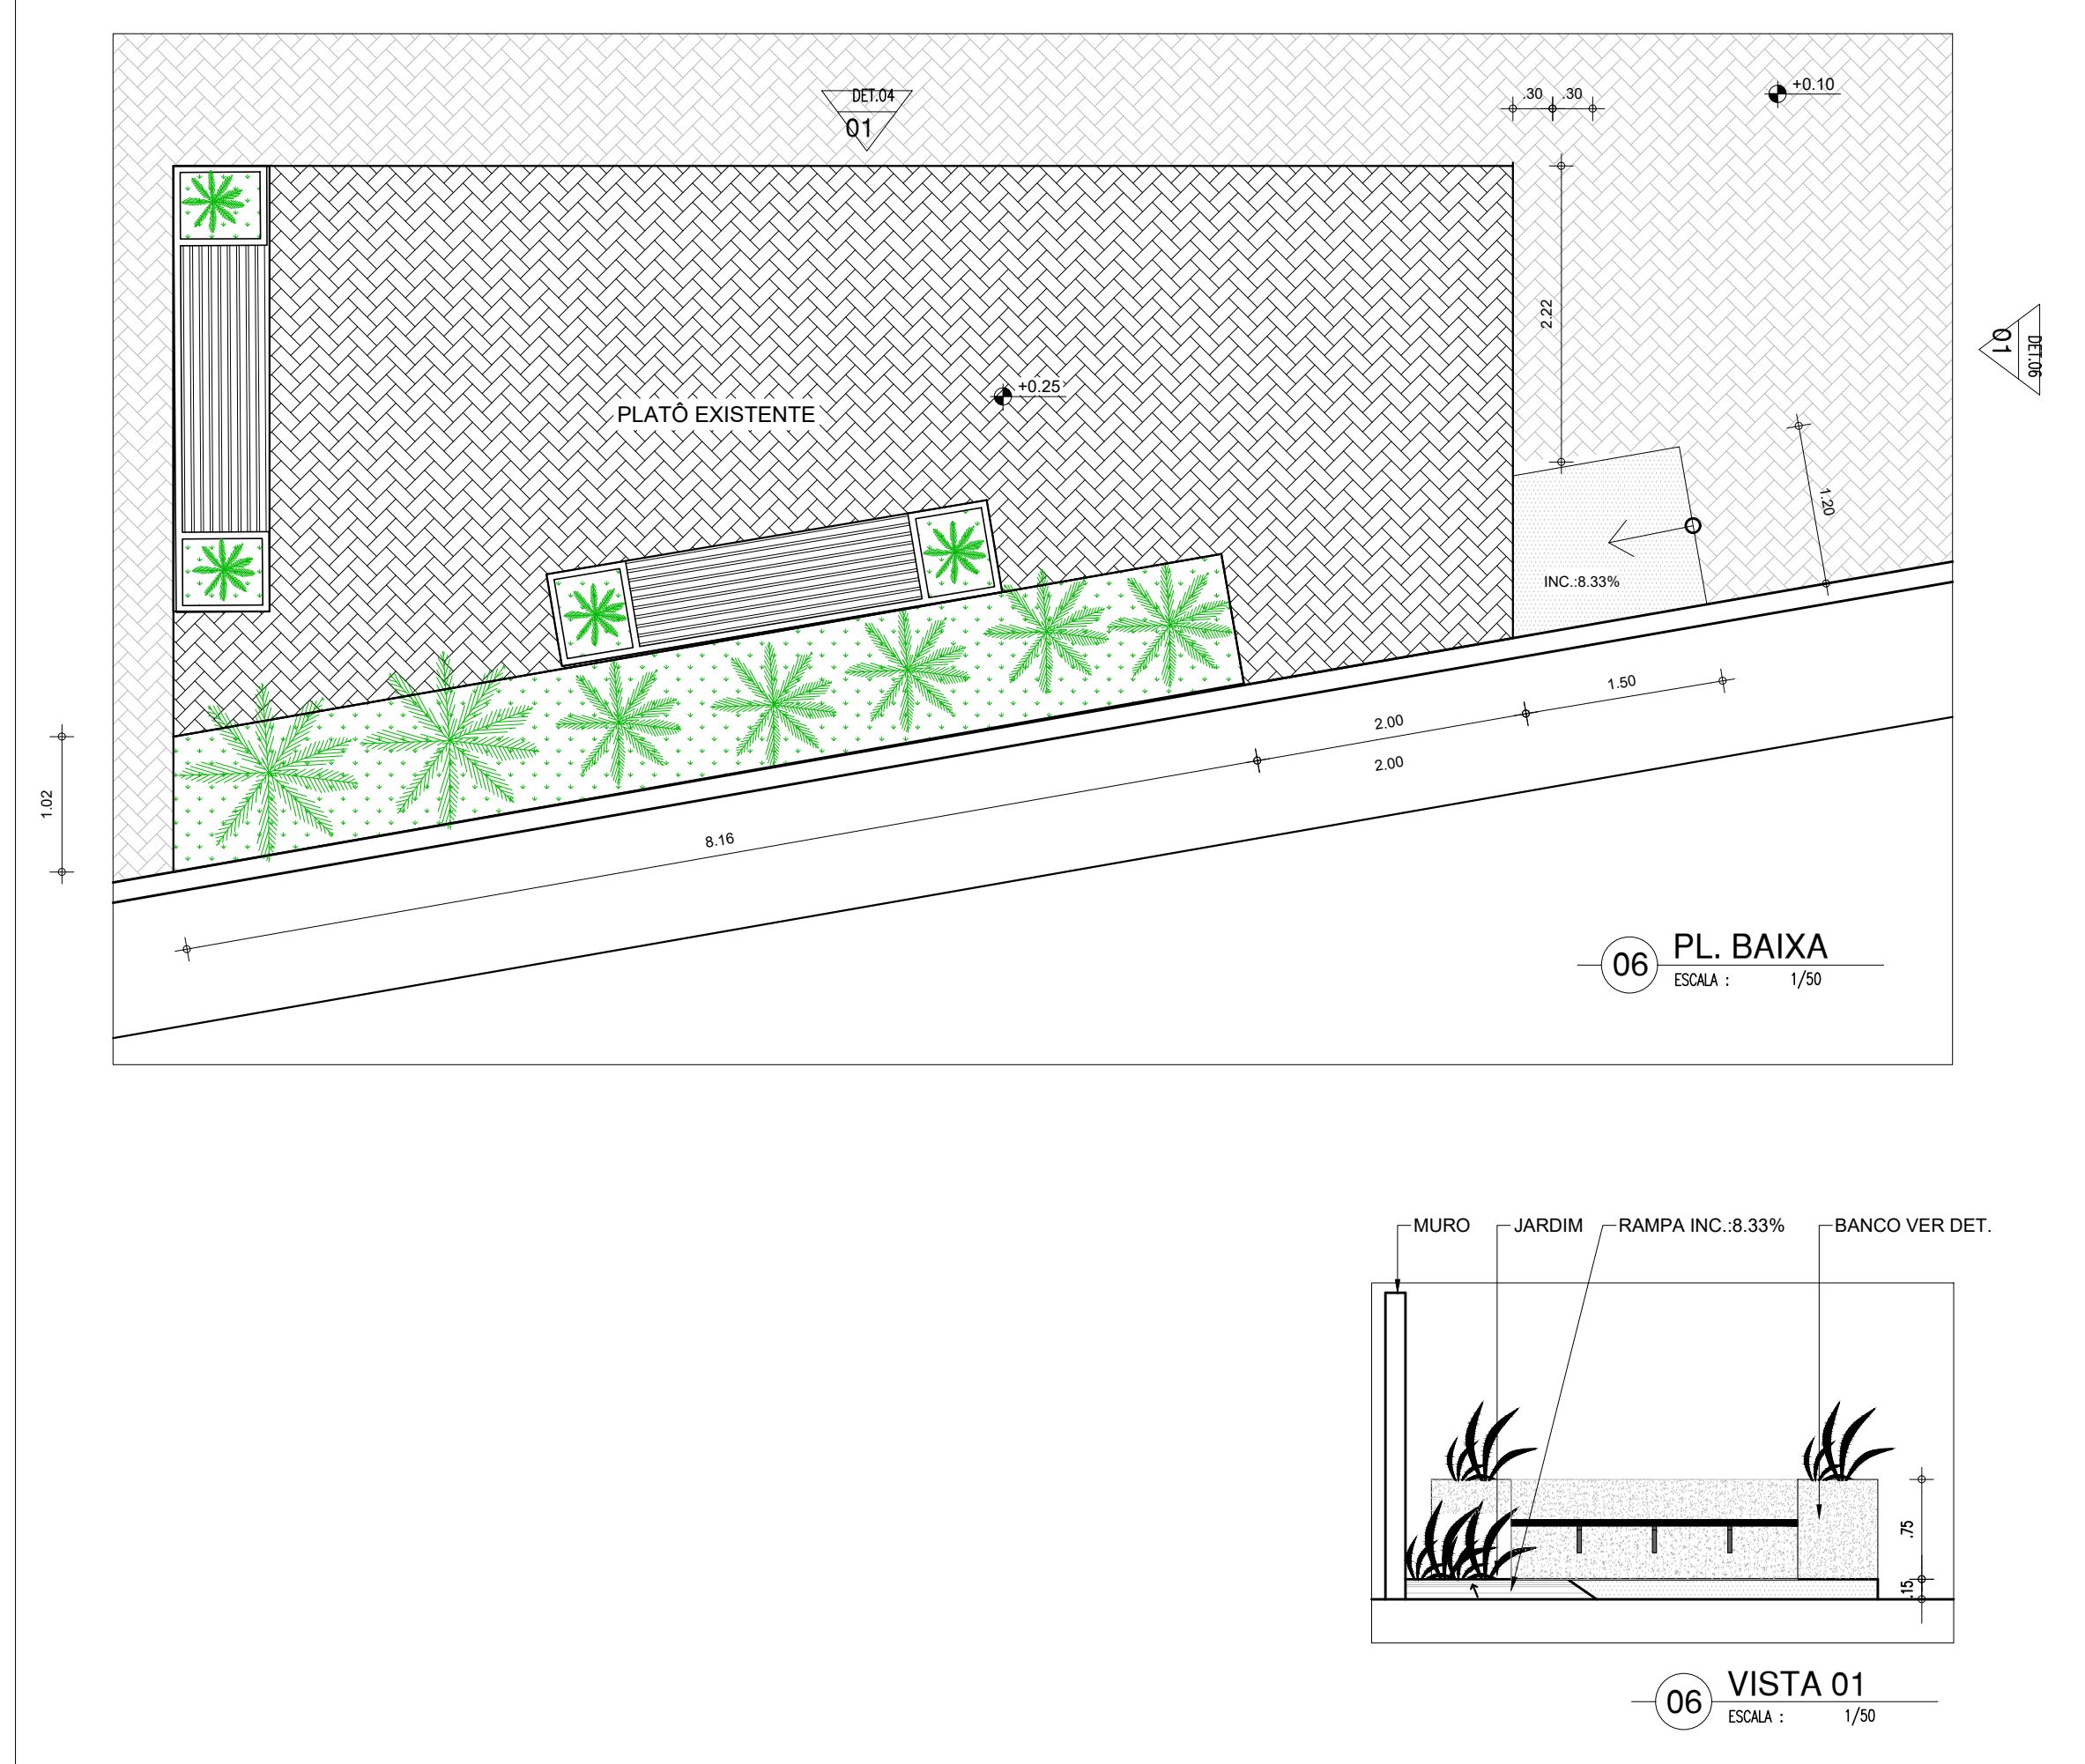 DET.04
01
.30 .30
+0.10
2.22
01
DET.06
+0.25
PLATÔ EXISTENTE
1.20
INC.:8.33%
1.50
2.00
2.00
1.02
8.16
06 PL. BAIXA
ESCALA : 1/50
MURO JARDIM RAMPA INC.:8.33% BANCO VER DET.
.75
.15
06 VISTA 01
ESCALA : 1/50